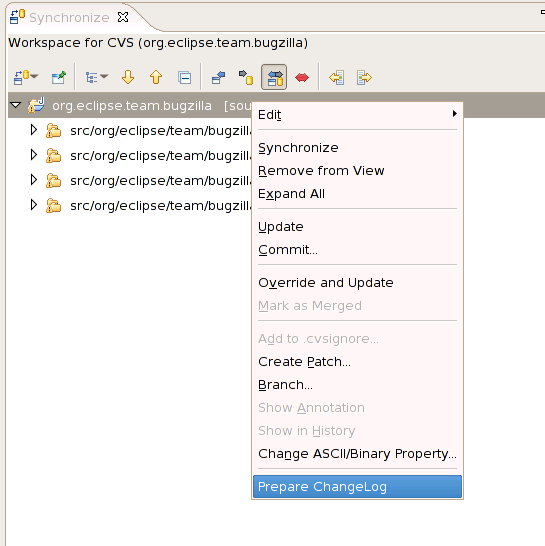 Synchronize
Workspace for CVS (org.eclipse.team.bugzilla)
org.eclipse.team.bugzilla [sou
src/org/eclipse/team/bugzilla
src/org/eclipse/team/bugzilla
src/org/eclipse/team/bugzilla
src/org/eclipse/team/bugzilla
Edit
Synchronize
Remove from View
Expand All
Update
Commit...
Override and Update
Mark as Merged
Add to .cvsignore...
Create Patch...
Branch...
Show Annotation
Show in History
Change ASCII/Binary Property...
Prepare ChangeLog